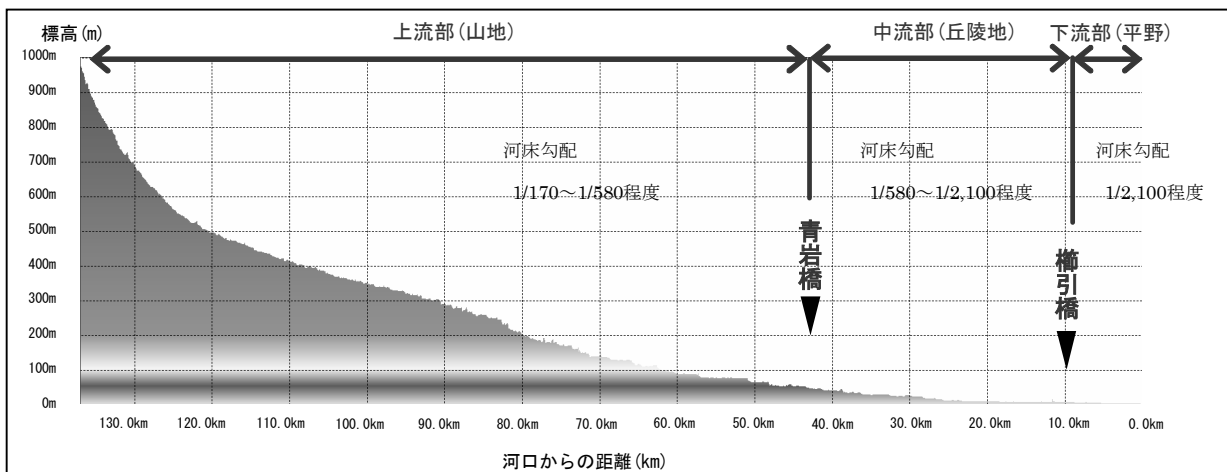 標高(m)
上流部(山地)
中流部(丘陵地)
下流部(平野)
1000m
900m
800m
700m
600m
500m
400m
300m
200m
100m
0m
河床勾配
1/170～1/580程度
河床勾配
1/580～1/2,100程度
河床勾配
1/2,100程度
青岩橋
櫛引橋
130.0km 120.0km 110.0km 100.0km 90.0km 80.0km 70.0km 60.0km 50.0km 40.0km 30.0km 20.0km 10.0km 0.0km
河口からの距離(km)